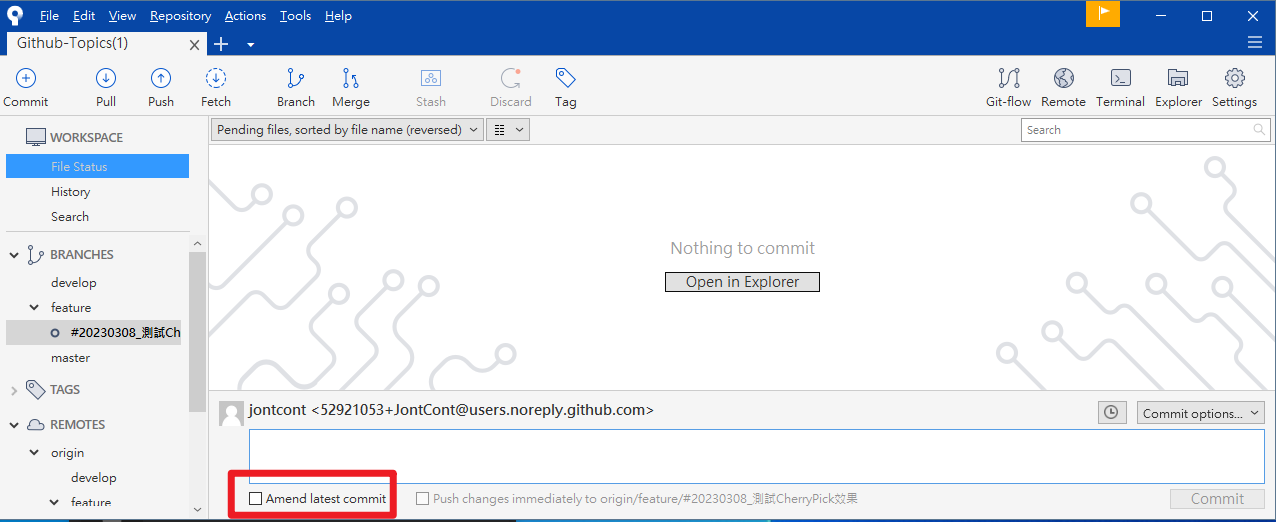 File Edit View Repository Actions Tools Help
Github-Topics(1)
Commit Pull Push Fetch Branch Merge Stash Discard Tag Git-flow Remote Terminal Explorer Settings
WORKSPACE
File Status
History
Search
BRANCHES
develop
feature
#20230308_測試Ch
master
TAGS
REMOTES
origin
develop
feature
Pending files, sorted by file name (reversed)
Search
Nothing to commit
Open in Explorer
jontcont <52921053+JontCont@users.noreply.github.com>
Commit options...
Amend latest commit
Push changes immediately to origin/feature/#20230308_測試CherryPick效果
Commit